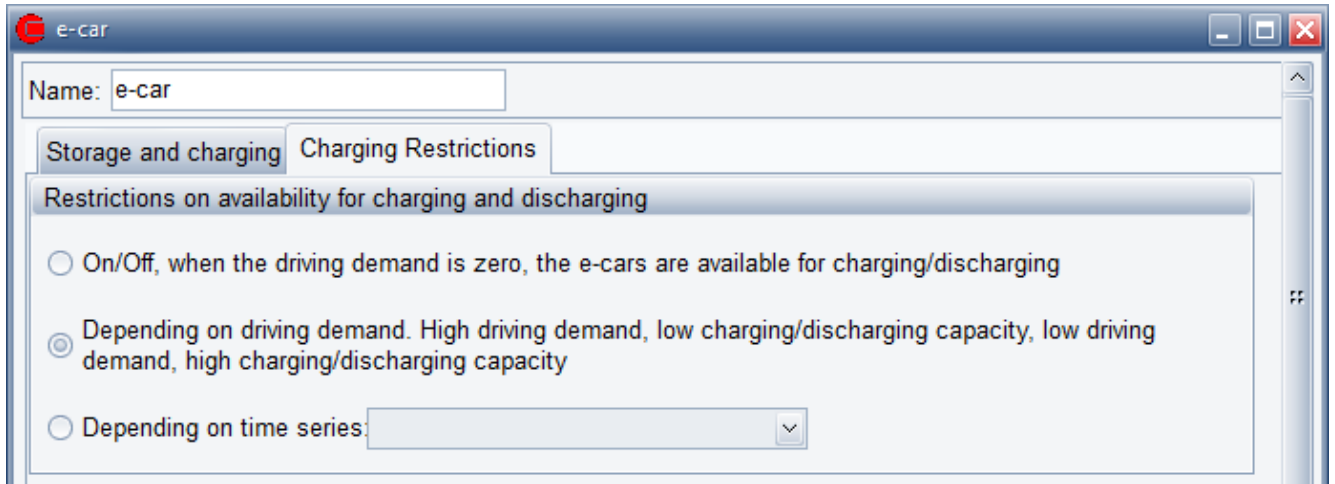 e-car
Name: e-car
Storage and charging Charging Restrictions
Restrictions on availability for charging and discharging
On/Off, when the driving demand is zero, the e-cars are available for charging/discharging
Depending on driving demand. High driving demand, low charging/discharging capacity, low driving
demand, high charging/discharging capacity
Depending on time series: